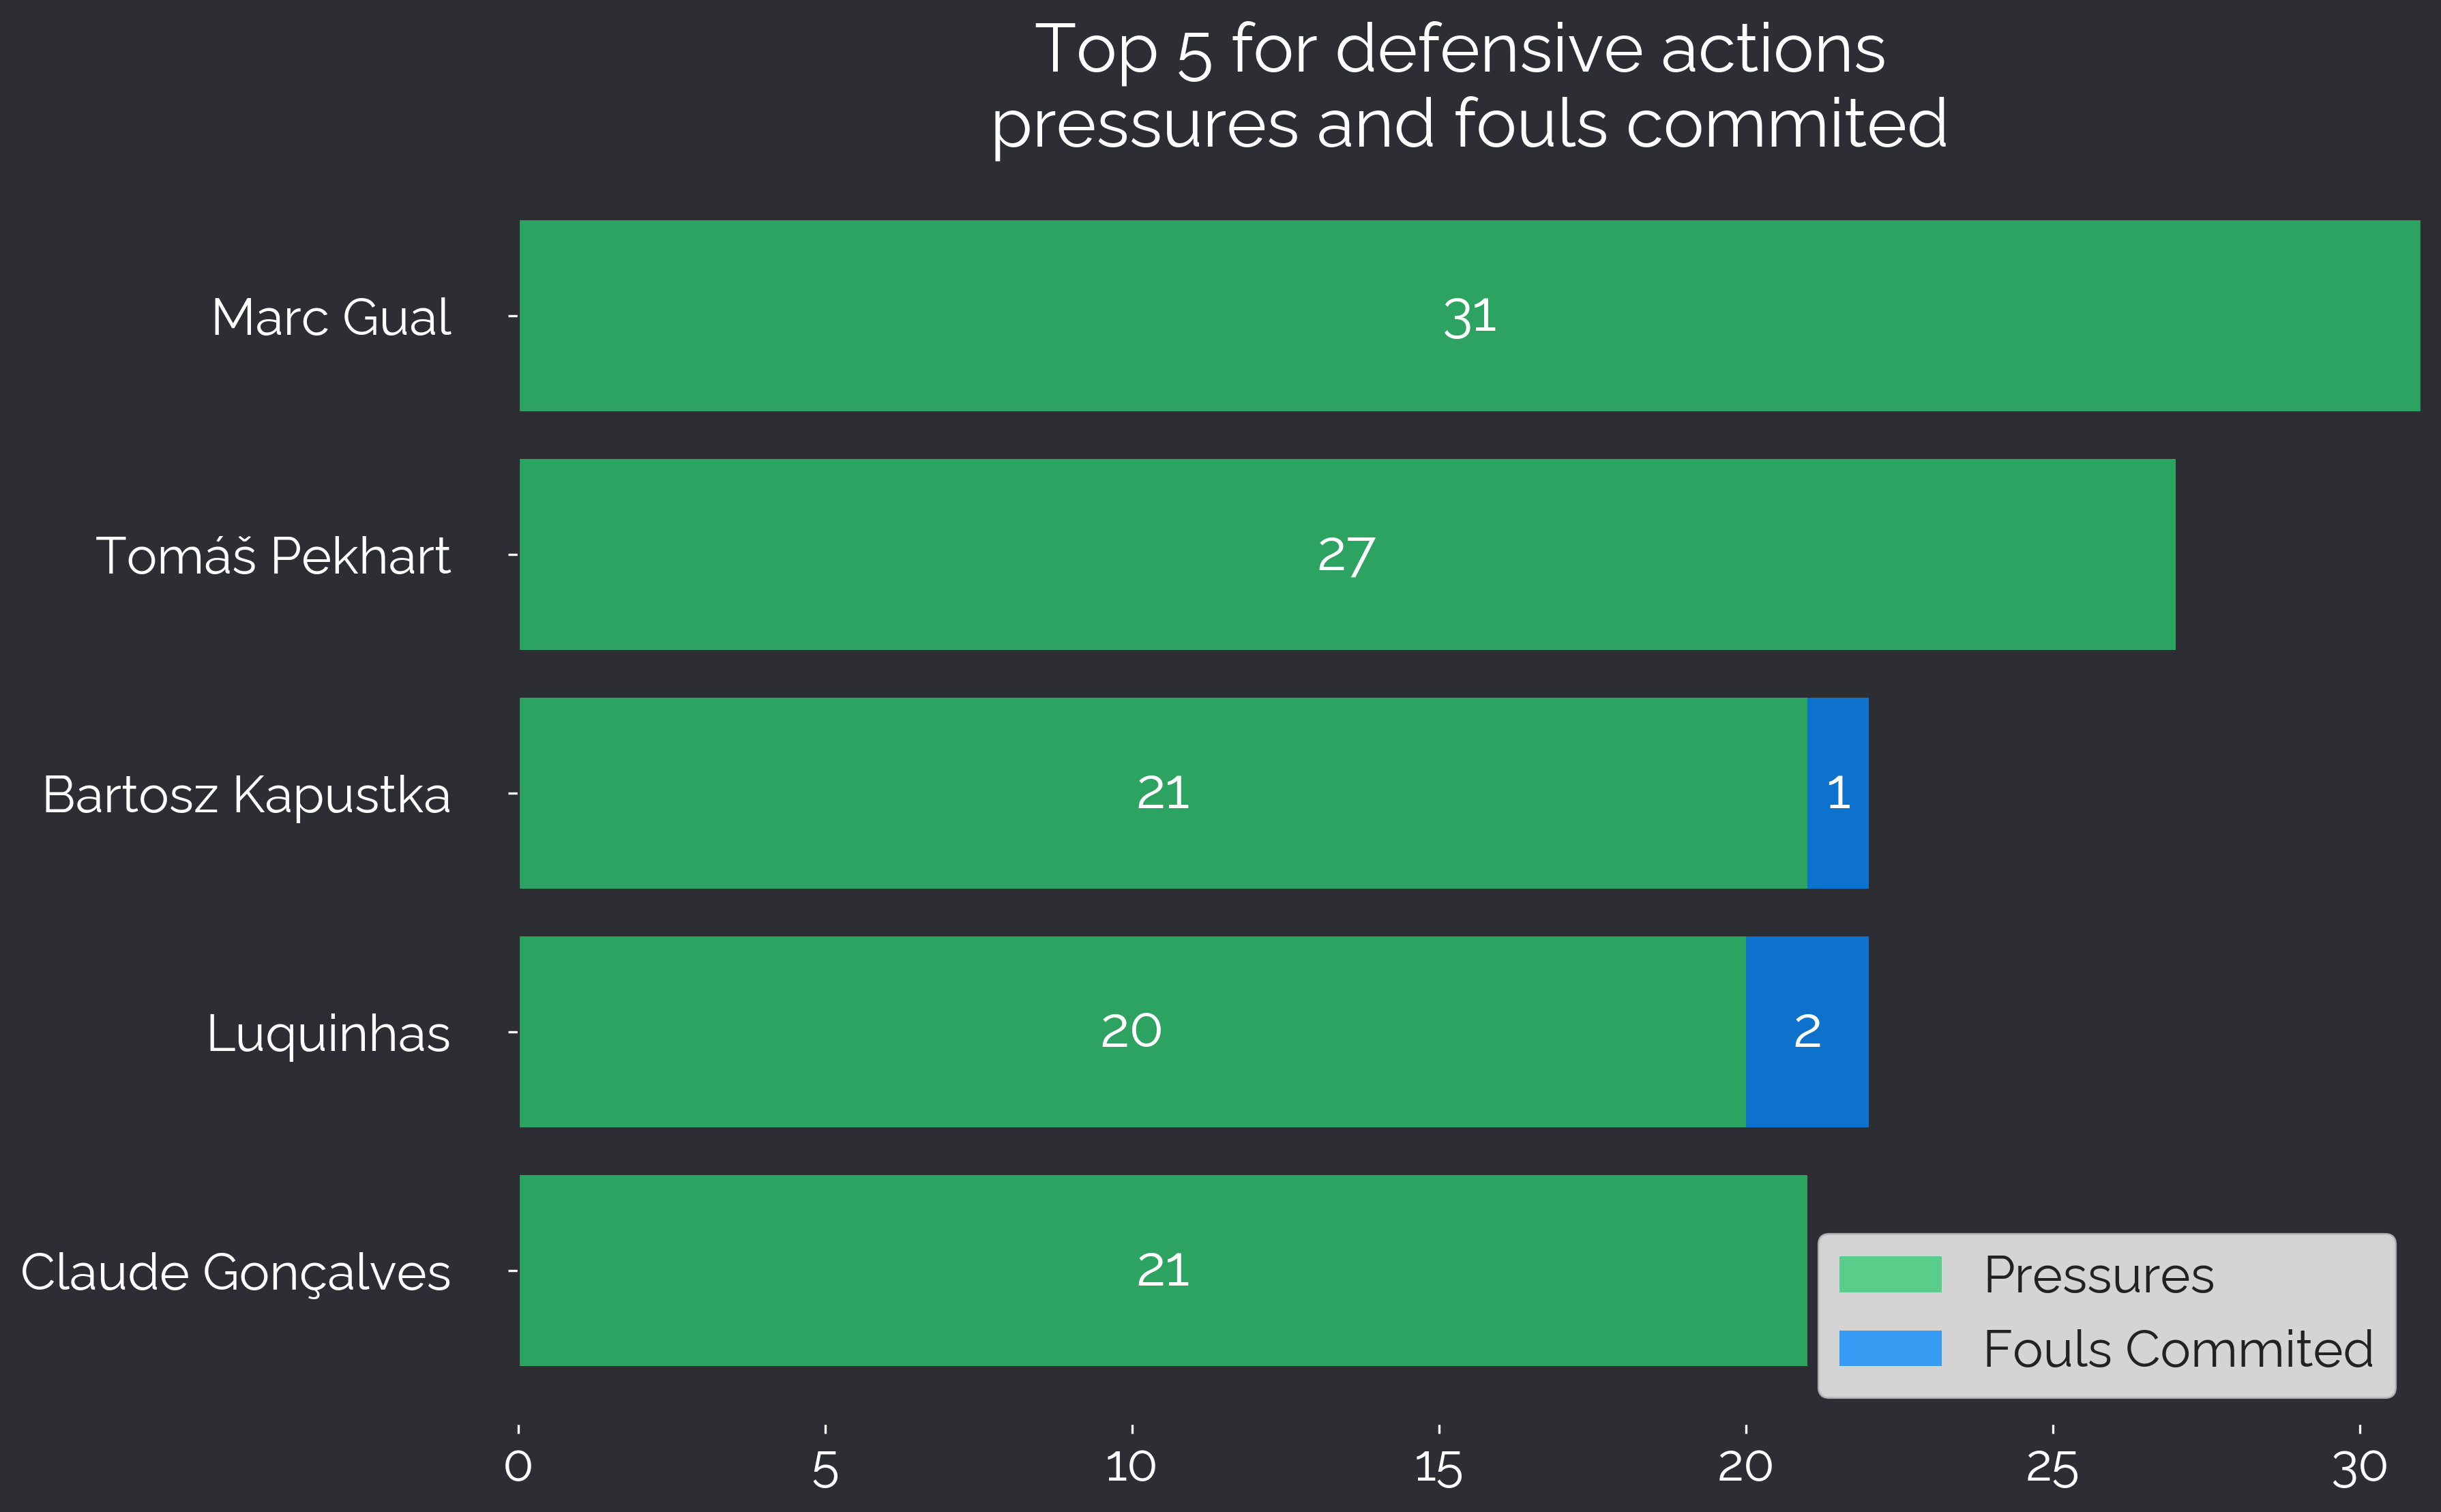 Top 5 for defensive actions
pressures and fouls commited
Marc Gual
31
Tomáš Pekhart
27
Bartosz Kapustka
21
1
Luquinhas
20
2
Claude Gonçalves
21
Pressures
Fouls Commited
0 5 10 15 20 25 30